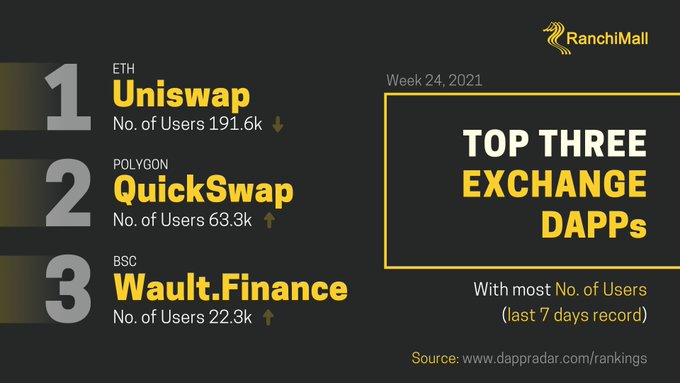 RanchiMall
Week 24, 2021
TOP THREE
EXCHANGE
DAPPs
With most No. of Users
(last 7 days record)
1
ETH
Uniswap
No. of Users 191.6k
2
POLYGON
QuickSwap
No. of Users 63.3k
3
BSC
Wault.Finance
No. of Users 22.3k
Source: www.dappradar.com/rankings